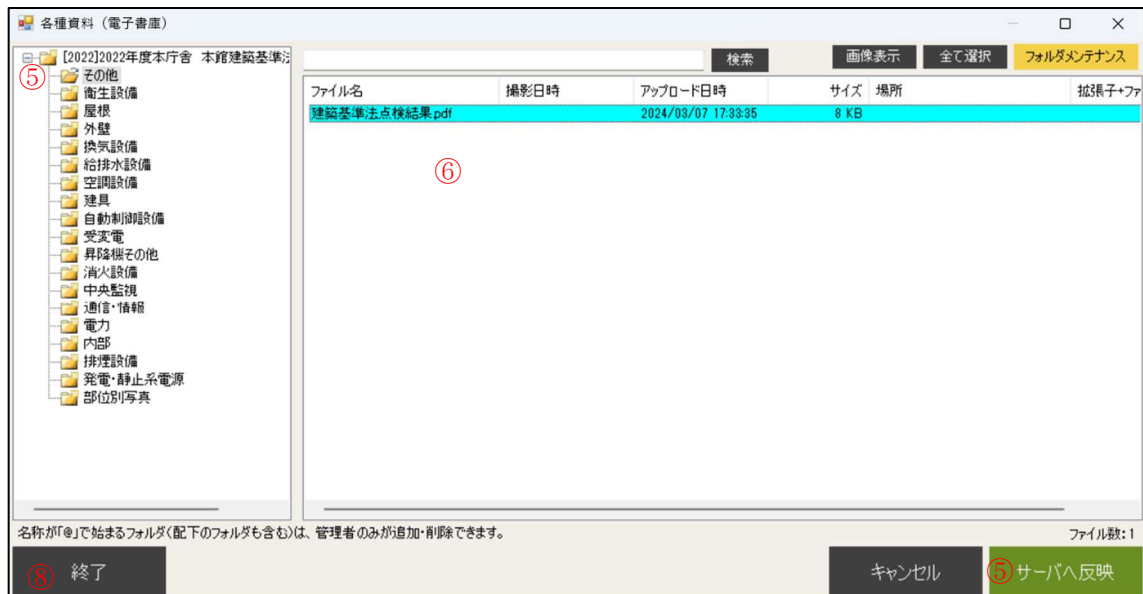 各種資料（電子書庫）
[2022]2022年度本庁舎 本館建築基準法
⑤
その他
衛生設備
屋根
外壁
換気設備
給排水設備
空調設備
建具
自動制御設備
受変電
昇降機その他
消火設備
中央監視
通信・情報
電力
内部
排煙設備
発電・静止系電源
部位別写真
検索
画像表示
全て選択
フォルダメンテナンス
ファイル名 撮影日時 アップロード日時 サイズ 場所 拡張子+ファ
建築基準法点検結果.pdf 2024/03/07 17:33:35 8 KB
⑥
名称が「@」で始まるフォルダ(配下のフォルダも含む)は、管理者のみが追加・削除できます。
ファイル数:1
⑧ 終了
キャンセル
⑤ サーバへ反映